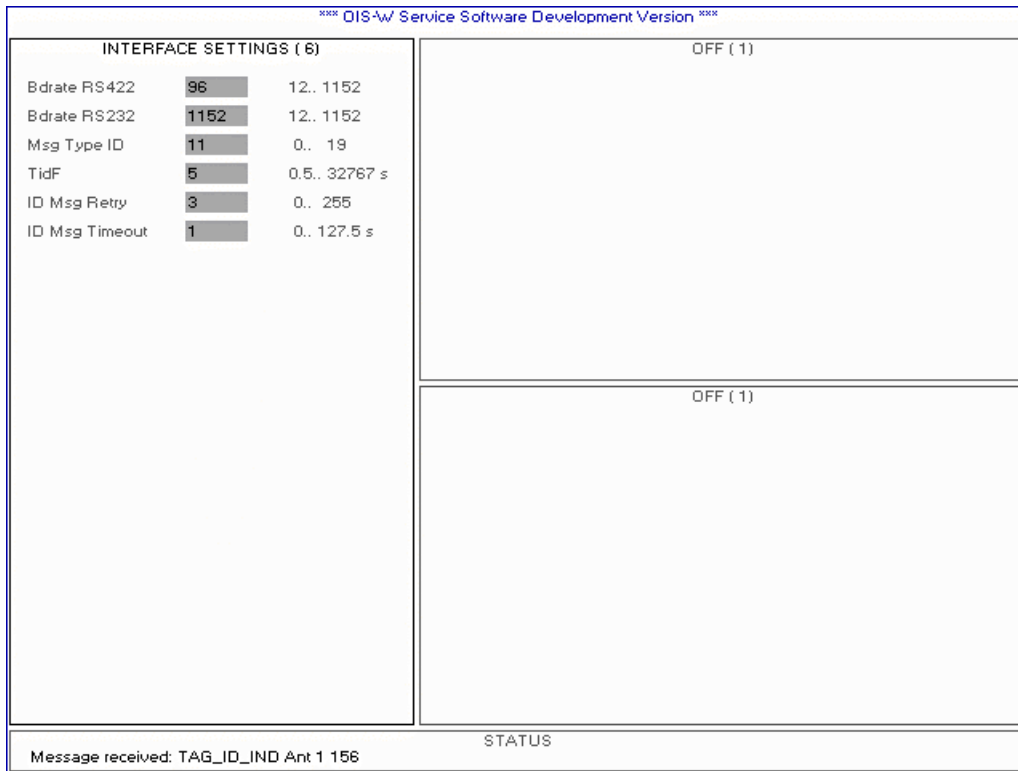 *** OIS-W Service Software Development Version ***
INTERFACE SETTINGS ( 6)
Bdrate RS422 96 12.. 1152
Bdrate RS232 1152 12.. 1152
Msg Type ID 11 0.. 19
TidF 5 0.5.. 32767 s
ID Msg Retry 3 0.. 255
ID Msg Timeout 1 0.. 127.5 s
OFF ( 1)
OFF ( 1)
STATUS
Message received: TAG_ID_IND Ant 1 156